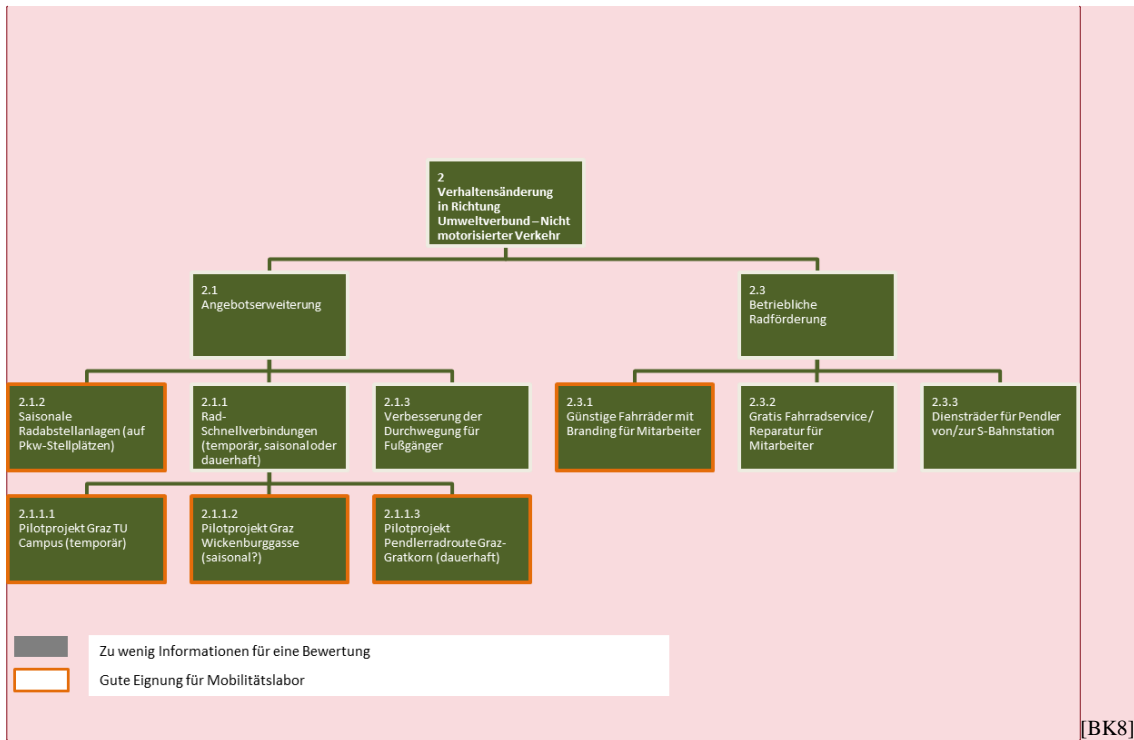 2
Verhaltensänderung
in Richtung
Umweltverbund – Nicht
motorisierter Verkehr
2.1
Angebotserweiterung
2.3
Betriebliche
Radförderung
2.1.2
Saisonale
Radabstellanlagen (auf
Pkw-Stellplätzen)
2.1.1
Rad-
Schnellverbindungen
(temporär, saisonal oder
dauerhaft)
2.1.3
Verbesserung der
Durchwegung für
Fußgänger
2.3.1
Günstige Fahrräder mit
Branding für Mitarbeiter
2.3.2
Gratis Fahrradservice/
Reparatur für
Mitarbeiter
2.3.3
Diensträder für Pendler
von/zur S-Bahnstation
2.1.1.1
Pilotprojekt Graz TU
Campus (temporär)
2.1.1.2
Pilotprojekt Graz
Wickenburggasse
(saisonal?)
2.1.1.3
Pilotprojekt
Pendlerradroute Graz-
Gratkorn (dauerhaft)
Zu wenig Informationen für eine Bewertung
Gute Eignung für Mobilitätslabor
[BK8]